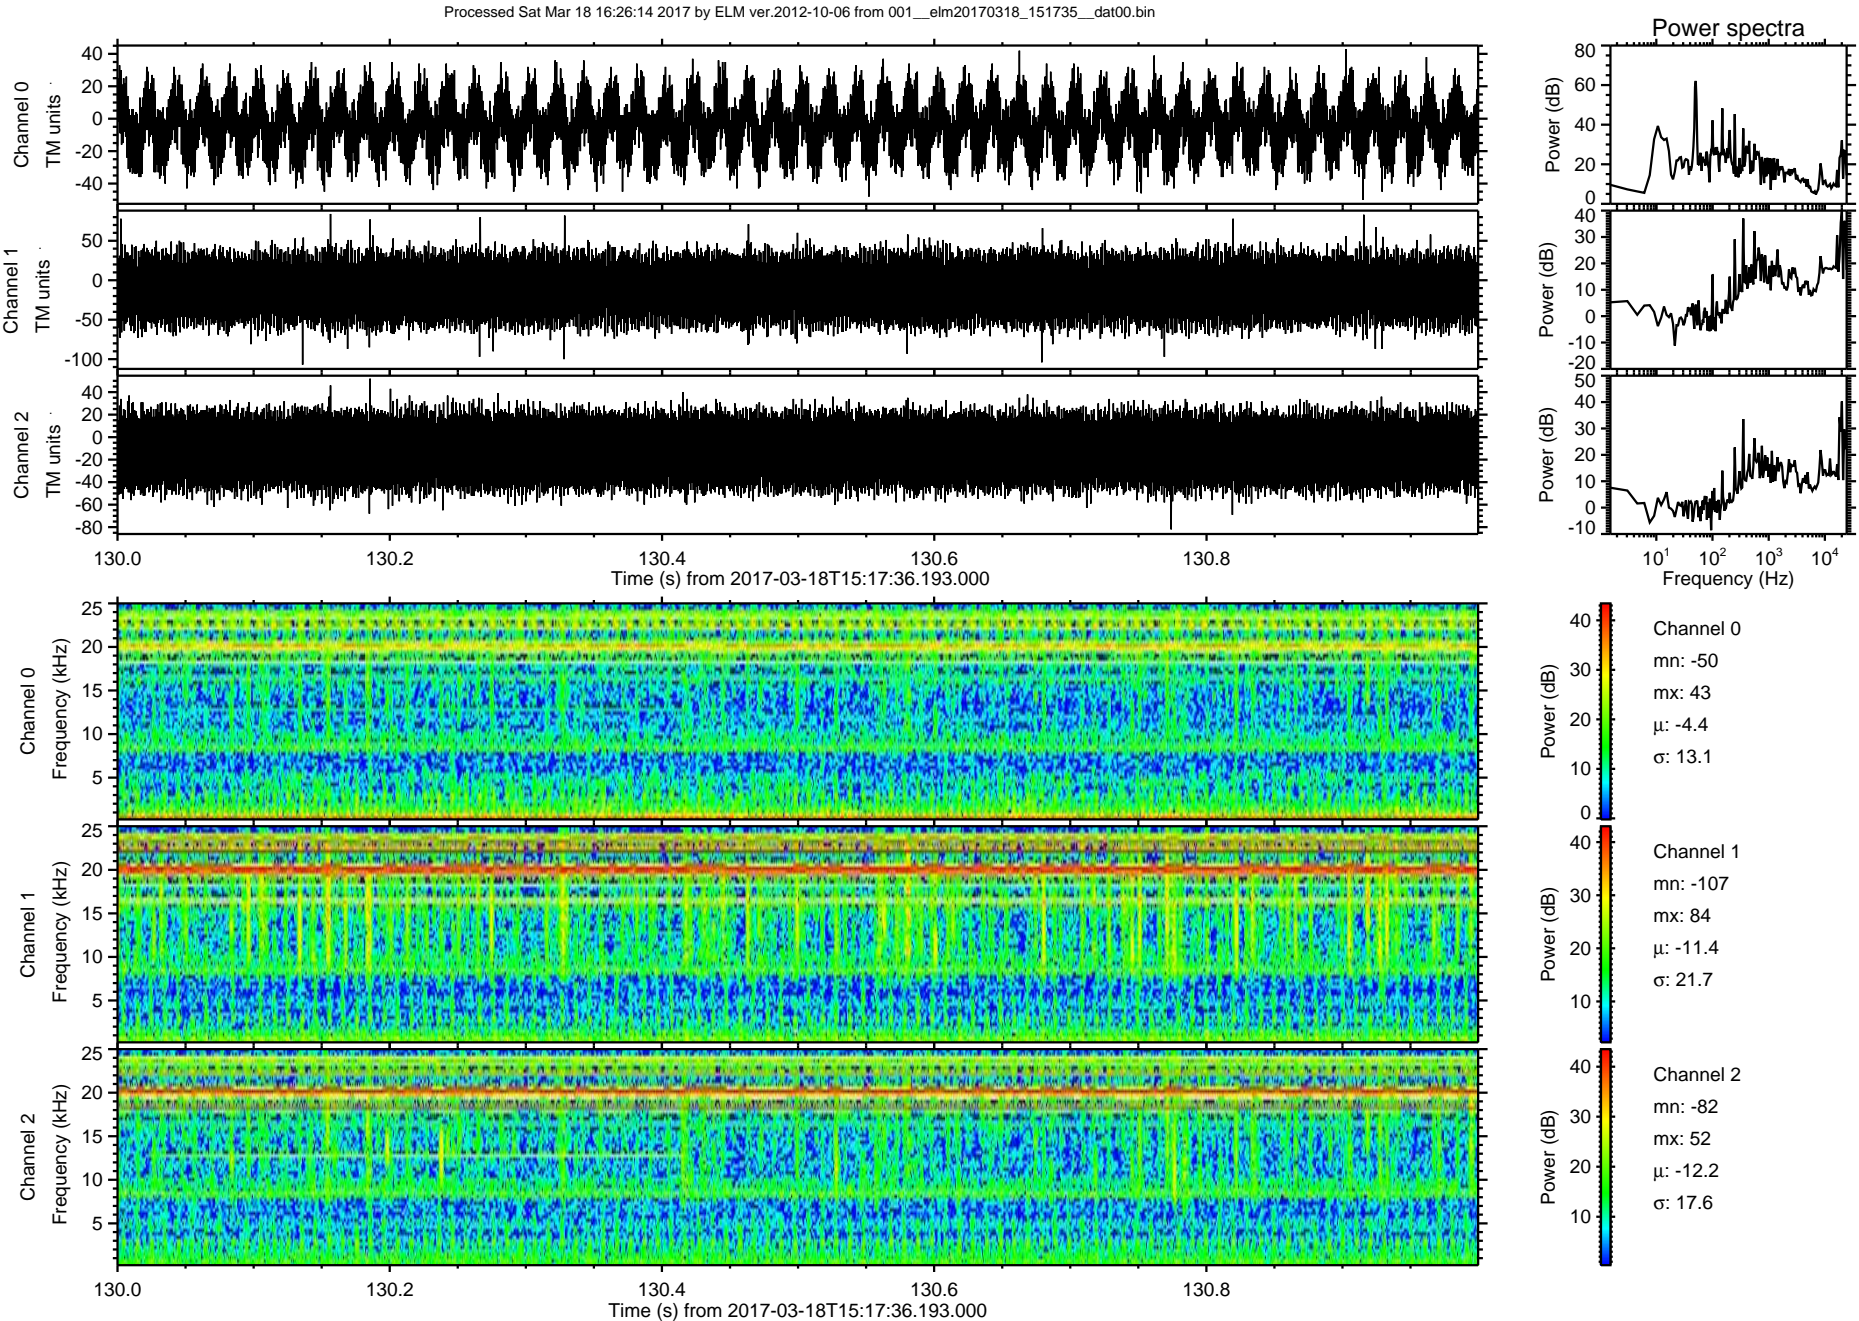 Processed Sat Mar 18 16:26:14 2017 by ELM ver.2012-10-06 from 001__elm20170318_151735__dat00.bin
Power spectra
Channel 0
TM units
40
20
0
-20
-40
Power (dB)
80
60
40
20
0
Channel 1
TM units
50
0
-50
-100
Power (dB)
40
30
20
10
0
-10
-20
Channel 2
TM units
40
20
0
-20
-40
-60
-80
Power (dB)
50
40
30
20
10
0
-10
130.0 130.2 130.4 130.6 130.8
Time (s) from 2017-03-18T15:17:36.193.000
10¹ 10² 10³ 10⁴
Frequency (Hz)
Channel 0
Frequency (kHz)
25
20
15
10
5
Power (dB)
40
30
20
10
0
Channel 0
mn: -50
mx: 43
μ: -4.4
σ: 13.1
Channel 1
Frequency (kHz)
25
20
15
10
5
Power (dB)
40
30
20
10
Channel 1
mn: -107
mx: 84
μ: -11.4
σ: 21.7
Channel 2
Frequency (kHz)
25
20
15
10
5
Power (dB)
40
30
20
10
Channel 2
mn: -82
mx: 52
μ: -12.2
σ: 17.6
130.0 130.2 130.4 130.6 130.8
Time (s) from 2017-03-18T15:17:36.193.000